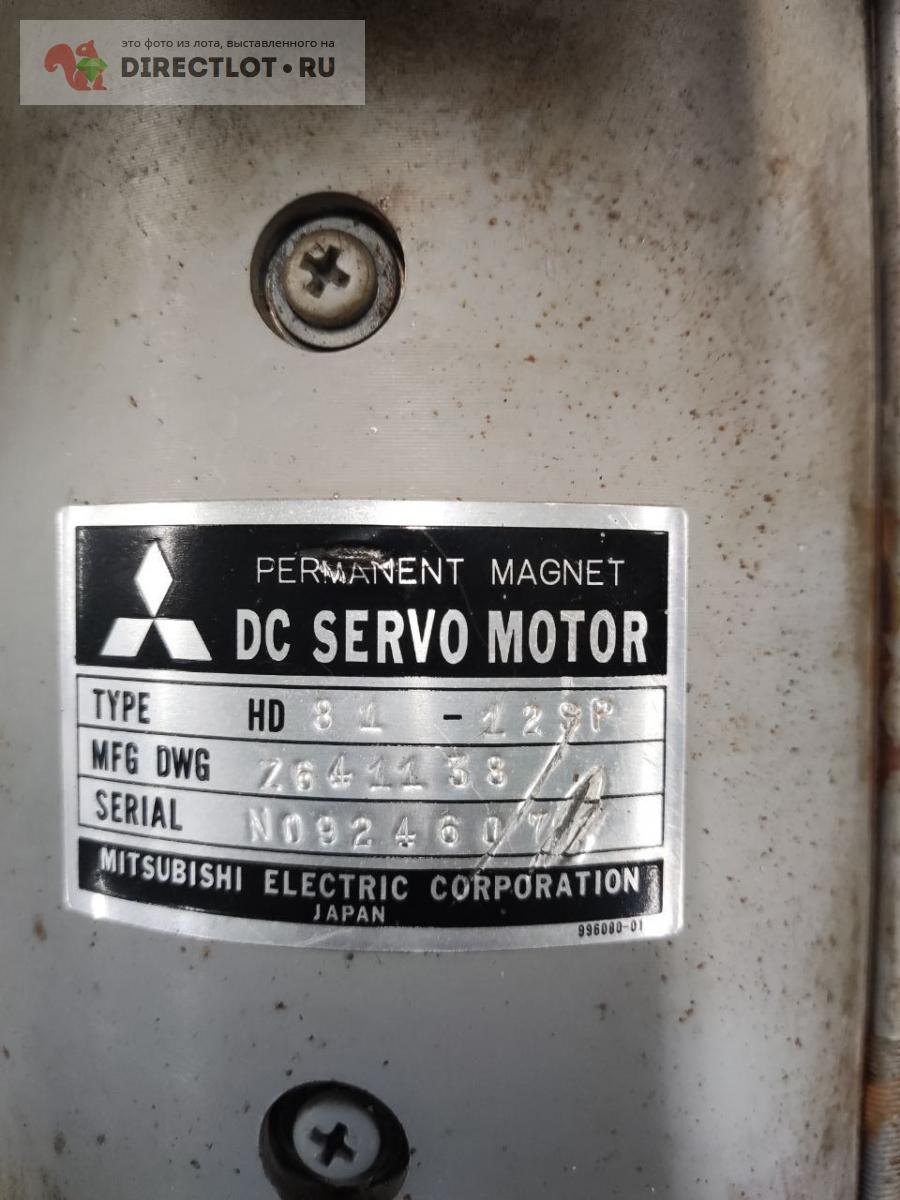 это фото из лота, выставленного на
DIRECTLOT.RU
PERMANENT MAGNET
DC SERVO MOTOR
TYPE HD 81 - 129P
MFG DWG Z641138
SERIAL
MITSUBISHI ELECTRIC CORPORATION
JAPAN
996080-01